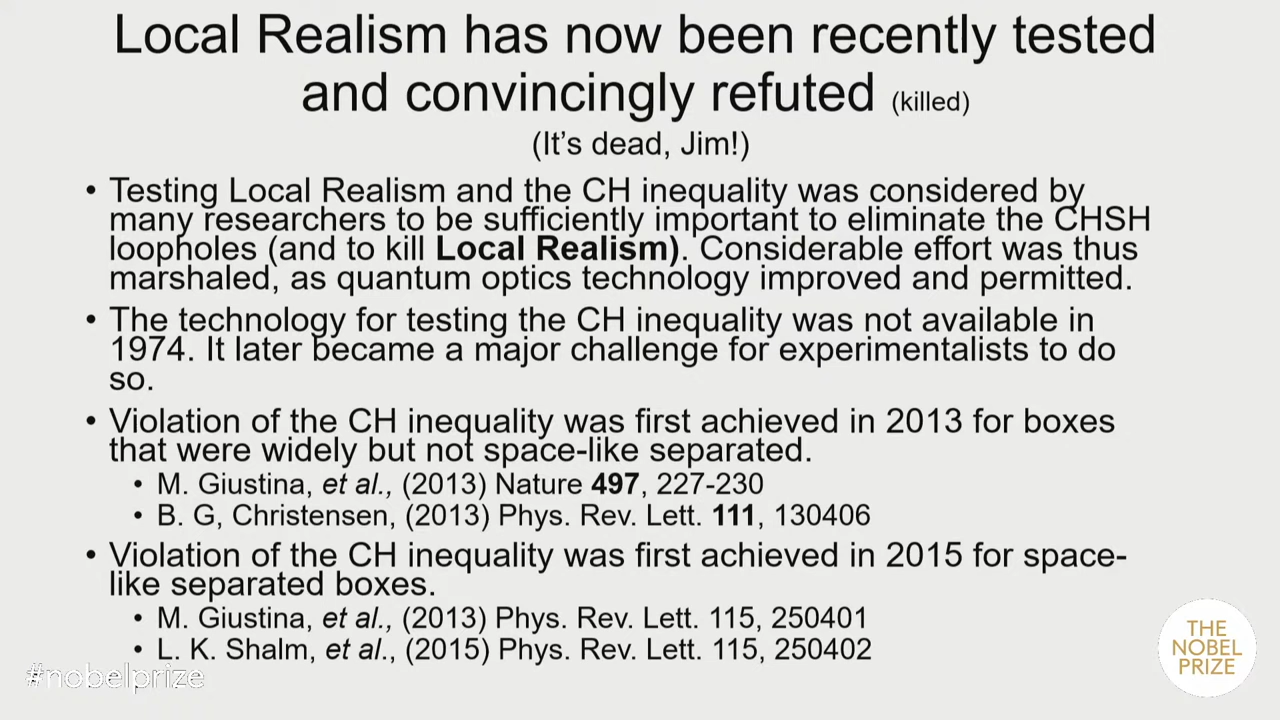 Local Realism has now been recently tested
and convincingly refuted (killed)
(It's dead, Jim!)
• Testing Local Realism and the CH inequality was considered by
many researchers to be sufficiently important to eliminate the CHSH
loopholes (and to kill Local Realism). Considerable effort was thus
marshaled, as quantum optics technology improved and permitted.
• The technology for testing the CH inequality was not available in
1974. It later became a major challenge for experimentalists to do
so.
• Violation of the CH inequality was first achieved in 2013 for boxes
that were widely but not space-like separated.
• M. Giustina, et al., (2013) Nature 497, 227-230
• B. G, Christensen, (2013) Phys. Rev. Lett. 111, 130406
• Violation of the CH inequality was first achieved in 2015 for space-
like separated boxes.
• M. Giustina, et al., (2013) Phys. Rev. Lett. 115, 250401
• L. K. Shalm, et al., (2015) Phys. Rev. Lett. 115, 250402
#nobelprize
THE
NOBEL
PRIZE